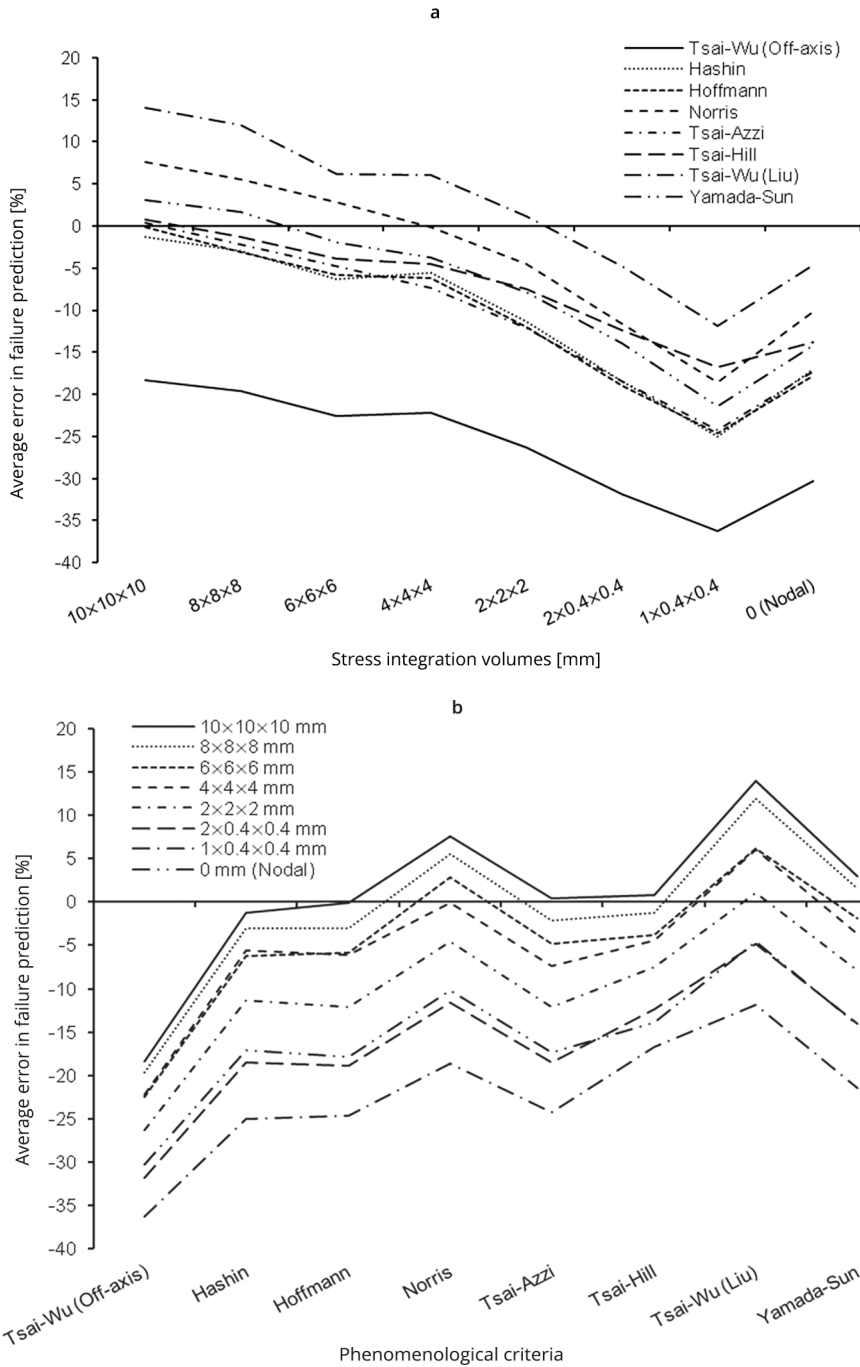 a
Tsai-Wu (Off-axis)
Hashin
Hoffmann
Norris
Tsai-Azzi
Tsai-Hill
Tsai-Wu (Liu)
Yamada-Sun
20
15
10
5
0
-5
-10
-15
-20
-25
-30
-35
-40
Average error in failure prediction [%]
10×10×10
8×8×8
6×6×6
4×4×4
2×2×2
2×0.4×0.4
1×0.4×0.4
0 (Nodal)
Stress integration volumes [mm]
b
10×10×10 mm
8×8×8 mm
6×6×6 mm
4×4×4 mm
2×2×2 mm
2×0.4×0.4 mm
1×0.4×0.4 mm
0 mm (Nodal)
20
15
10
5
0
-5
-10
-15
-20
-25
-30
-35
-40
Average error in failure prediction [%]
Tsai-Wu (Off-axis)
Hashin
Hoffmann
Norris
Tsai-Azzi
Tsai-Hill
Tsai-Wu (Liu)
Yamada-Sun
Phenomenological criteria